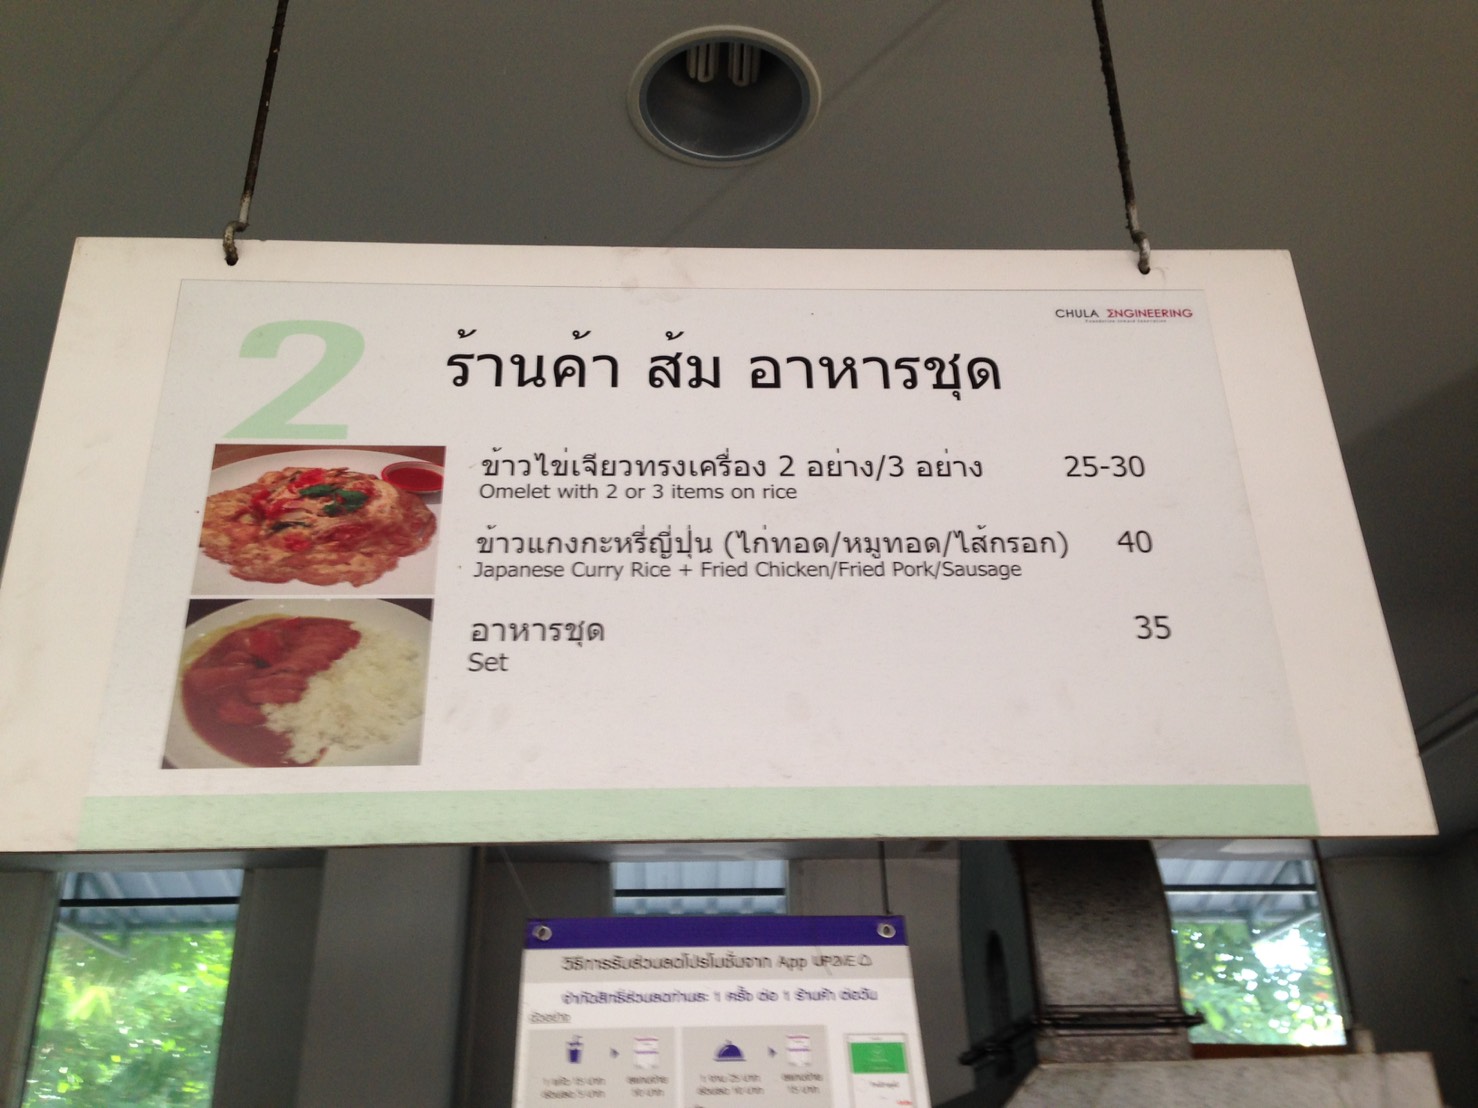 2
CHULA ΣNGINEERING
ร้านค้า ส้ม อาหารชุด
ข้าวไข่เจียวทรงเครื่อง 2 อย่าง/3 อย่าง 25-30
Omelet with 2 or 3 items on rice
ข้าวแกงกะหรี่ญี่ปุ่น (ไก่ทอด/หมูทอด/ไส้กรอก) 40
Japanese Curry Rice + Fried Chicken/Fried Pork/Sausage
อาหารชุด 35
Set
วิธีการรับส่วนลดโปรโมชั่นจาก App UP2ME
จำกัดสิทธิ์ส่วนลดท่านละ 1 ครั้ง ต่อ 1 ร้านค้า ต่อวัน
ตัวอย่าง